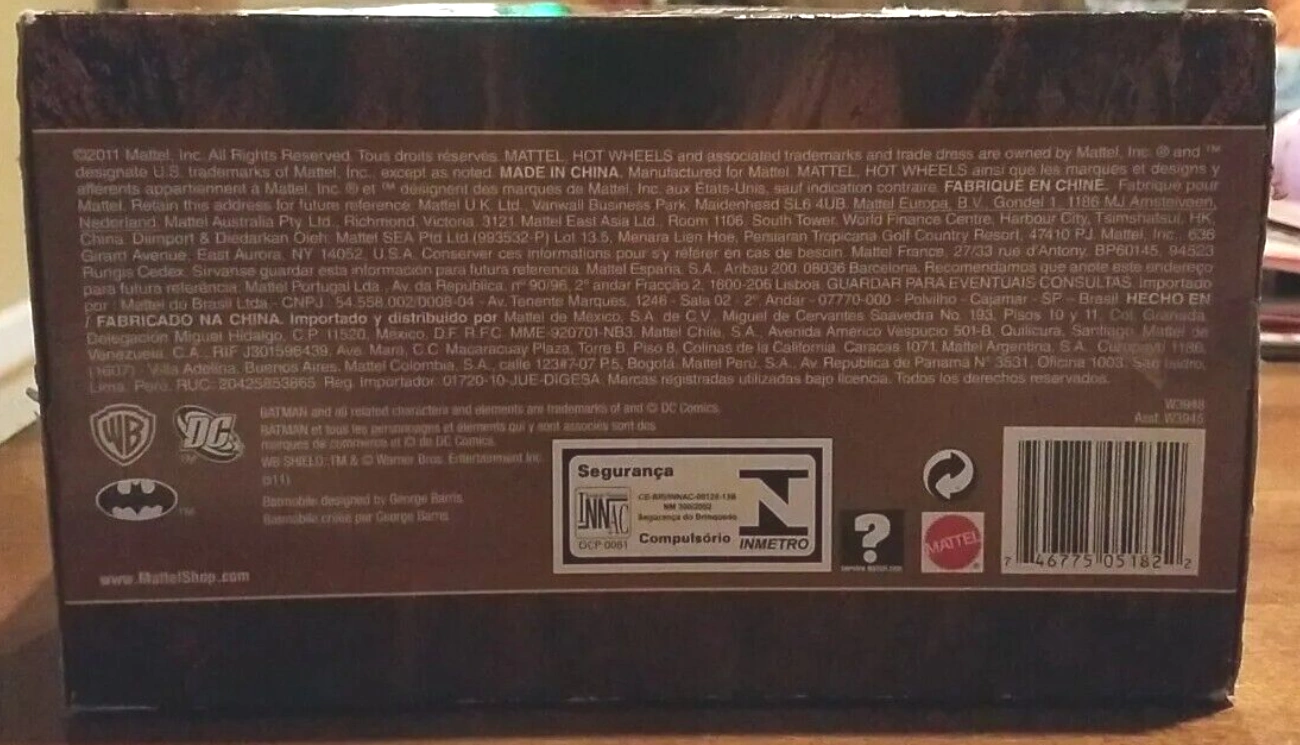 ©2011 Mattel, Inc. All Rights Reserved. Tous droits réservés. MATTEL, HOT WHEELS and associated trademarks and trade dress are owned by Mattel, Inc. ® and ™
designate U.S. trademarks of Mattel, Inc., except as noted. MADE IN CHINA. Manufactured for Mattel. MATTEL, HOT WHEELS ainsi que les marques et designs y
afférents appartiennent à Mattel, Inc. ® et ™ désignent des marques de Mattel, Inc. aux États-Unis, sauf indication contraire. FABRIQUÉ EN CHINE. Fabriqué pour
Mattel. Retain this address for future reference: Mattel U.K. Ltd., Vanwall Business Park, Maidenhead SL6 4UB. Mattel Europa, B.V., Gondel 1, 1186 MJ Amstelveen,
Nederland. Mattel Australia Pty. Ltd., Richmond, Victoria. 3121. Mattel East Asia Ltd., Room 1106, South Tower, World Finance Centre, Harbour City, Tsimshatsui, HK,
China. Diimport & Diedarkan Oleh: Mattel SEA Ptd Ltd.(993532-P) Lot 13.5, Menara Lien Hoe, Persiaran Tropicana Golf Country Resort, 47410 PJ. Mattel, Inc., 636
Girard Avenue, East Aurora, NY 14052, U.S.A. Conserver ces informations pour s'y référer en cas de besoin. Mattel France, 27/33 rue d'Antony, BP60145, 94523
Rungis Cedex. Sírvanse guardar esta información para futura referencia. Mattel España, S.A., Aribau 200. 08036 Barcelona. Recomendamos que anote este endereço
para futura referência: Mattel Portugal Lda., Av. da República, nº 90/96, 2º andar Fracção 2, 1600-206 Lisboa. GUARDAR PARA EVENTUAIS CONSULTAS. Importado
por : Mattel do Brasil Ltda.- CNPJ : 54.558.002/0008-04 - Av. Tenente Marques, 1246 - Sala 02 - 2º. Andar - 07770-000 - Polvilho - Cajamar - SP – Brasil. HECHO EN
/ FABRICADO NA CHINA. Importado y distribuido por Mattel de México, S.A. de C.V., Miguel de Cervantes Saavedra No. 193, Pisos 10 y 11, Col. Granada,
Delegación Miguel Hidalgo, C.P. 11520, México, D.F. R.F.C. MME-920701-NB3. Mattel Chile, S.A., Avenida Américo Vespucio 501-B, Quilicura, Santiago. Mattel de
Venezuela, C.A., RIF J301596439, Ave. Mara, C.C. Macaracuay Plaza, Torre B, Piso 8, Colinas de la California, Caracas 1071. Mattel Argentina, S.A., Curupaytí 1186,
(1607) - Villa Adelina, Buenos Aires. Mattel Colombia, S.A., calle 123#7-07 P.5, Bogotá. Mattel Perú, S.A., Av. República de Panamá N° 3531, Oficina 1003, San Isidro,
Lima, Perú. RUC: 20425853865. Reg. Importador: 01720-10-JUE-DIGESA. Marcas registradas utilizadas bajo licencia. Todos los derechos reservados.
W3948
Asst. W3945
WB
DC
TM
BATMAN and all related characters and elements are trademarks of and © DC Comics.
BATMAN et tous les personnages et éléments qui y sont associés sont des
marques de commerce et © de DC Comics.
WB SHIELD: TM & © Warner Bros. Entertainment Inc.
(s11)
TM
Batmobile designed by George Barris
Batmobile créée par George Barris
www.MattelShop.com
Segurança
INNAC
OCP 0061
NM 300/2002
Segurança do Brinquedo
Compulsório
N
INMETRO
?
MATTEL
®
7 46775 05182 2